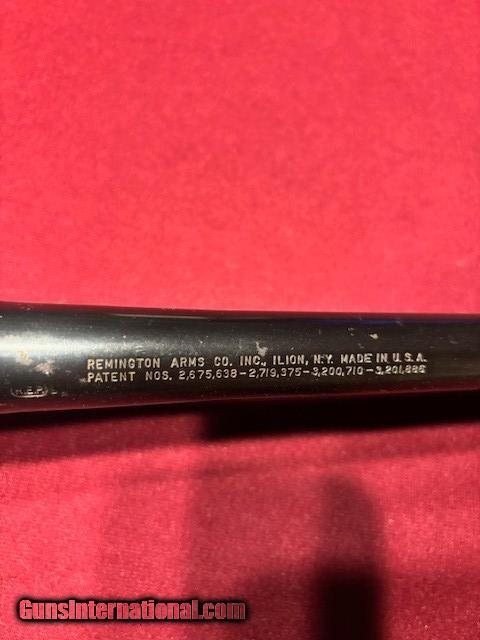 REMINGTON ARMS CO. INC., ILION, N.Y. MADE IN U.S.A.
PATENT NOS. 2,675,638-2,719,375-3,200,710-3,201,886
R.E.P.
GunsInternational.com